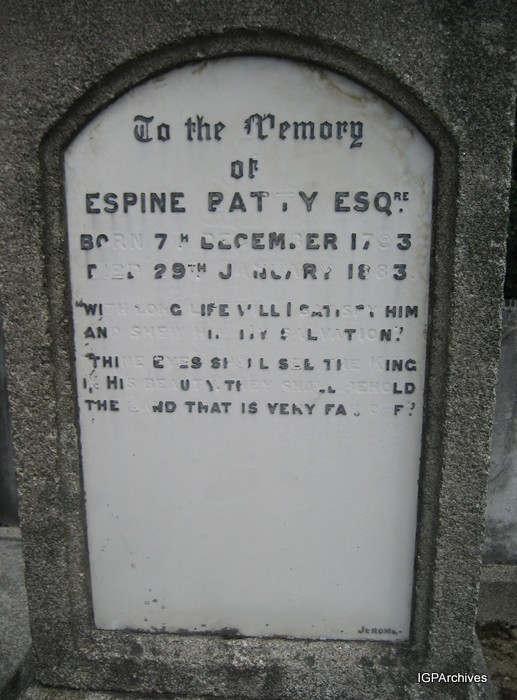 To the Memory
of
ESPINE BATTY ESQRE.
BORN 7TH DECEMBER 1793
DIED 29TH JANUARY 1883.
"WITH LONG LIFE WILL I SATISFY HIM
AND SHEW HIM MY SALVATION."
"THINE EYES SHALL SEE THE KING
IN HIS BEAUTY THEY SHALL BEHOLD
THE LAND THAT IS VERY FAR OFF."
JEROME.
IGPArchives